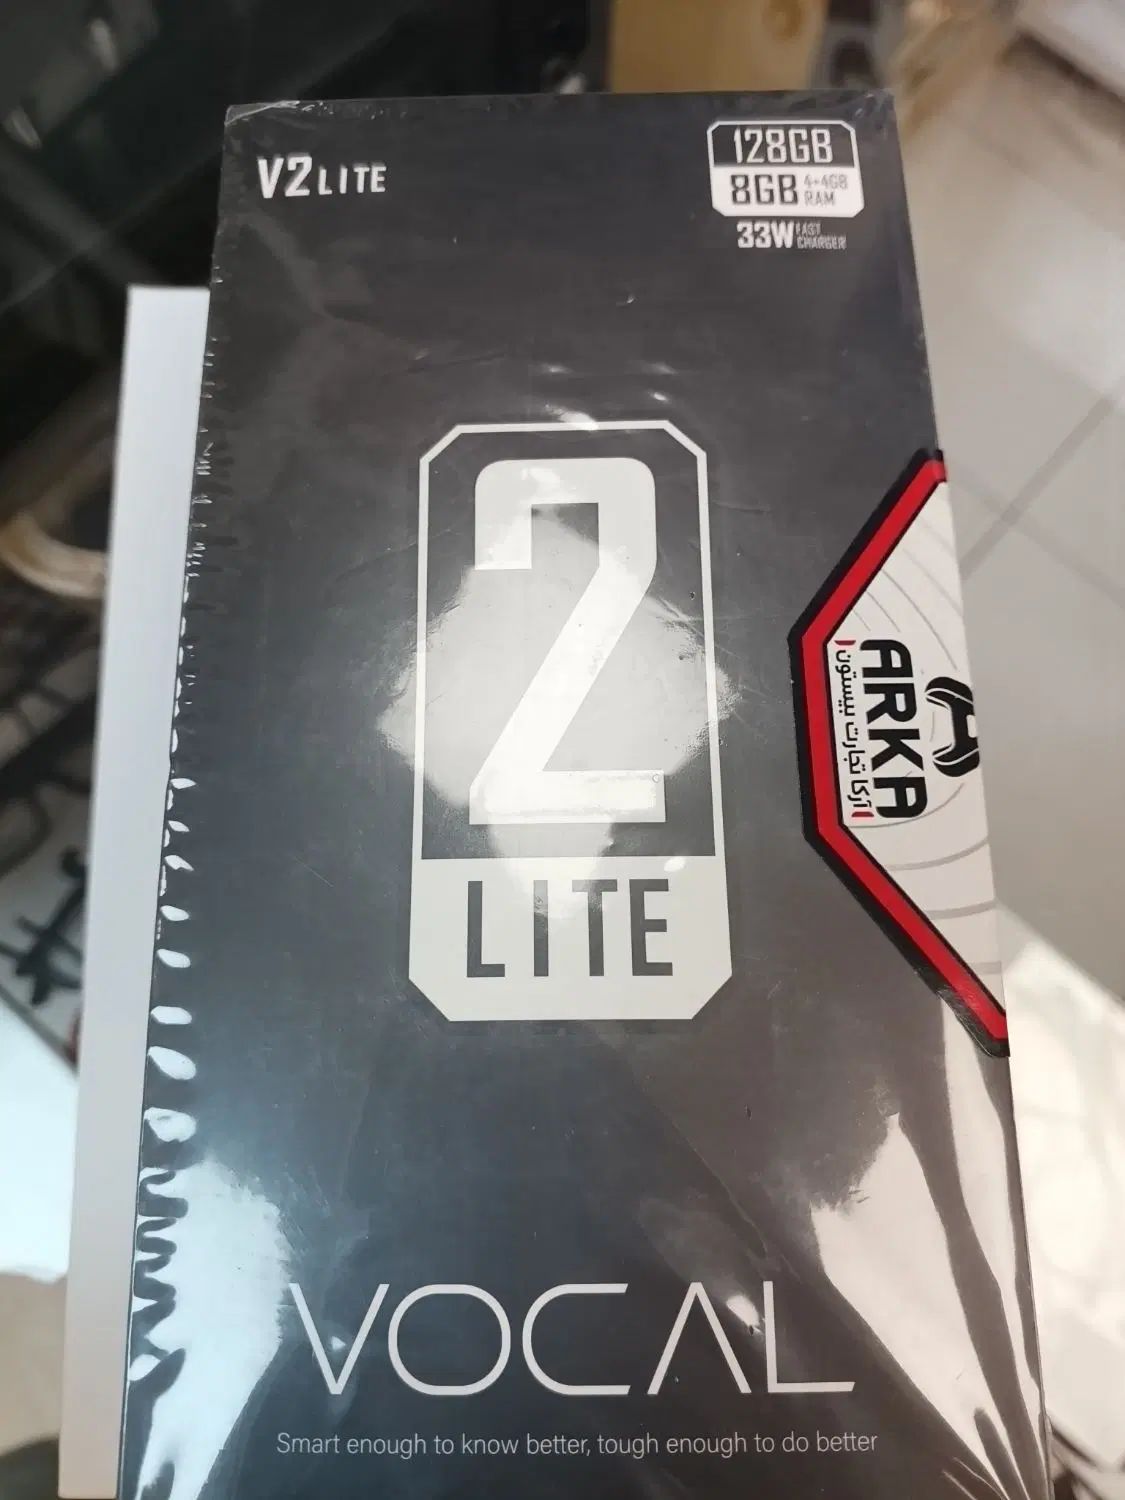 V2 LITE
128GB
8GB 4+4GB RAM
33W FAST CHARGER
2
LITE
ARKA
آرکا تجارت بیستون
VOCAL
Smart enough to know better, tough enough to do better